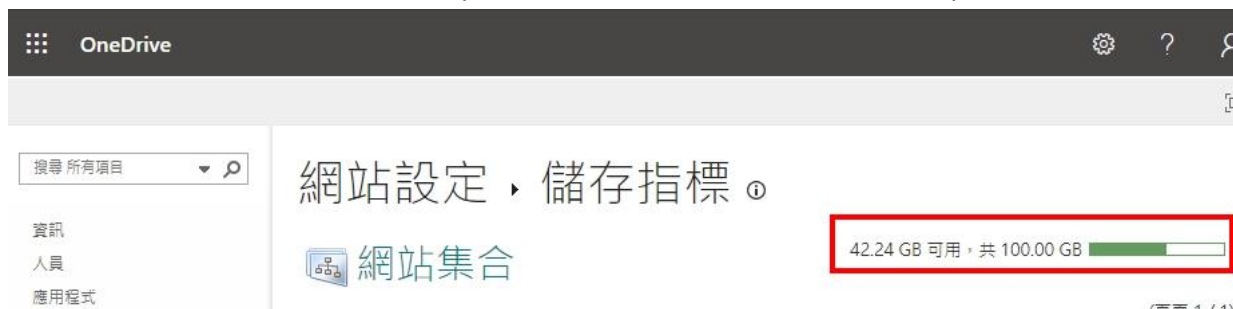 OneDrive
搜尋 所有項目
網站設定 › 儲存指標
資訊
人員
應用程式
網站集合
42.24 GB 可用，共 100.00 GB